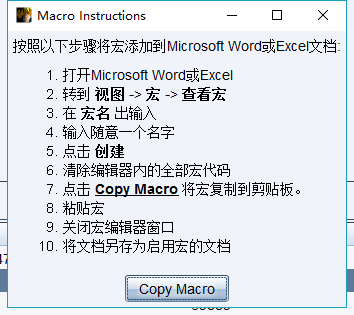 Macro Instructions
按照以下步骤将宏添加到Microsoft Word或Excel文档:
1. 打开Microsoft Word或Excel
2. 转到 视图 -> 宏 -> 查看宏
3. 在 宏名 出输入
4. 输入随意一个名字
5. 点击 创建
6. 清除编辑器内的全部宏代码
7. 点击 Copy Macro 将宏复制到剪贴板。
8. 粘贴宏
9. 关闭宏编辑器窗口
10. 将文档另存为启用宏的文档
Copy Macro